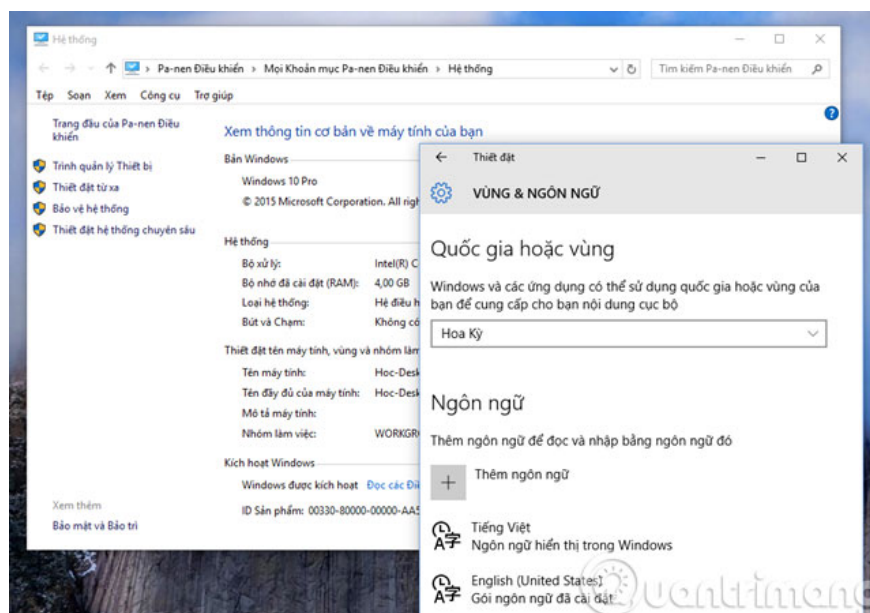 Hệ thống
Pa-nen Điều khiển › Mọi Khoản mục Pa-nen Điều khiển › Hệ thống
Tìm kiếm Pa-nen Điều khiển
Tệp Soạn Xem Công cụ Trợ giúp
Trang đầu của Pa-nen Điều
khiển
Trình quản lý Thiết bị
Thiết đặt từ xa
Bảo vệ hệ thống
Thiết đặt hệ thống chuyên sâu
Xem thêm
Bảo mật và Bảo trì
Xem thông tin cơ bản về máy tính của bạn
Bản Windows
Windows 10 Pro
© 2015 Microsoft Corporation. All righ
Hệ thống
Bộ xử lý: Intel(R) C
Bộ nhớ đã cài đặt (RAM): 4,00 GB
Loại hệ thống: Hệ điều h
Bút và Chạm: Không có
Thiết đặt tên máy tính, vùng và nhóm làm
Tên máy tính: Hoc-Desk
Tên đầy đủ của máy tính: Hoc-Desk
Mô tả máy tính:
Nhóm làm việc: WORKGR
Kích hoạt Windows
Windows được kích hoạt Đọc các Đi
ID Sản phẩm: 00330-80000-00000-AA5
Thiết đặt
VÙNG & NGÔN NGỮ
Quốc gia hoặc vùng
Windows và các ứng dụng có thể sử dụng quốc gia hoặc vùng của
bạn để cung cấp cho bạn nội dung cục bộ
Hoa Kỳ
Ngôn ngữ
Thêm ngôn ngữ để đọc và nhập bằng ngôn ngữ đó
Thêm ngôn ngữ
Tiếng Việt
Ngôn ngữ hiển thị trong Windows
English (United States)
Gói ngôn ngữ đã cài đặt
Quantrimang